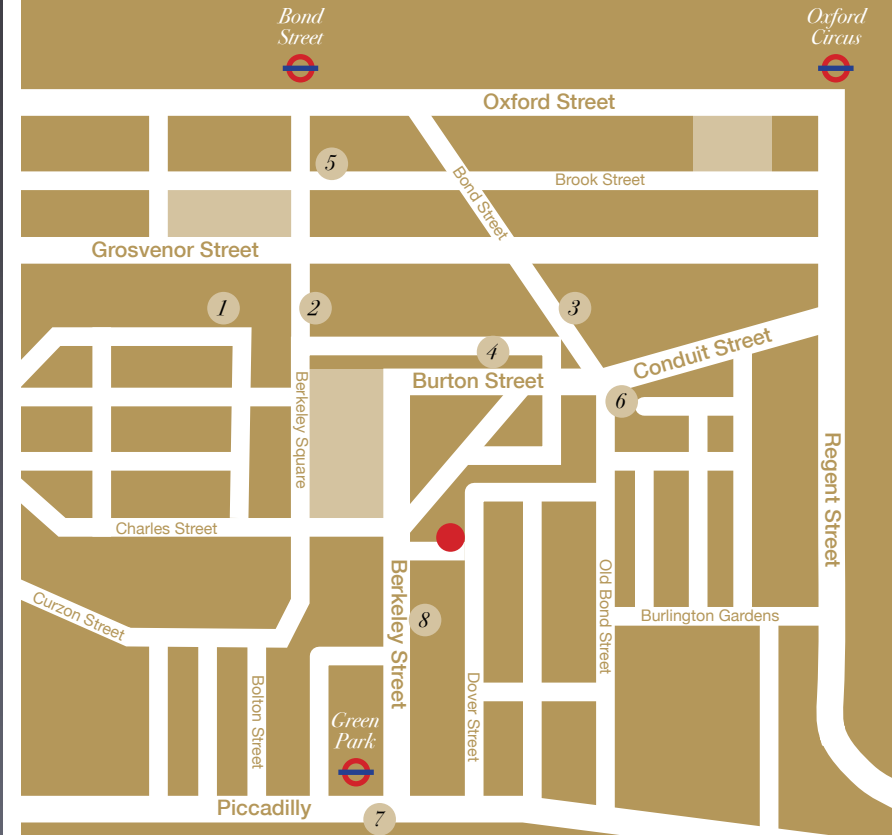 Bond
Street
Oxford
Circus
Oxford Street
5
Bond Street
Brook Street
Grosvenor Street
1
2
3
4
Conduit Street
Burton Street
6
Berkeley Square
Regent Street
Charles Street
Berkeley Street
Old Bond Street
Curzon Street
8
Burlington Gardens
Bolton Street
Dover Street
Green
Park
Piccadilly
7